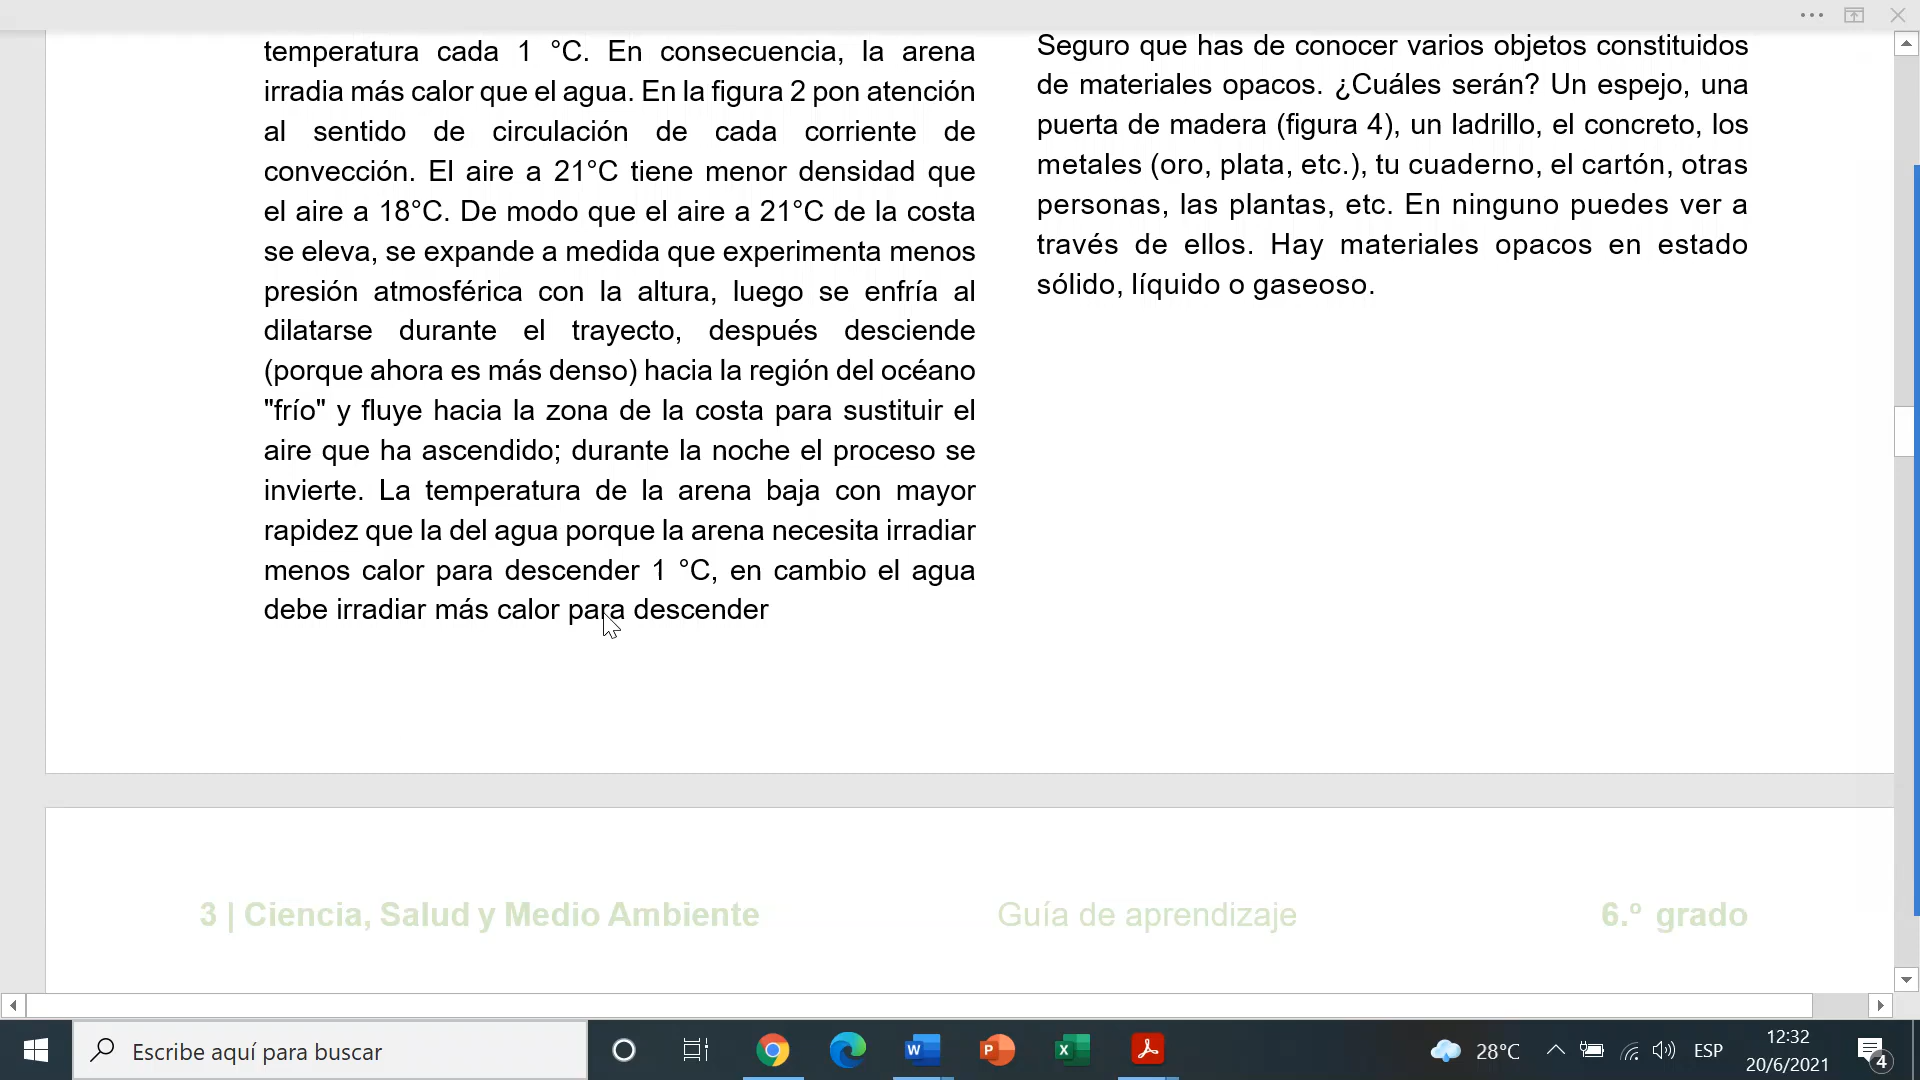 temperatura cada 1 °C. En consecuencia, la arena
irradia más calor que el agua. En la figura 2 pon atención
al sentido de circulación de cada corriente de
convección. El aire a 21°C tiene menor densidad que
el aire a 18°C. De modo que el aire a 21°C de la costa
se eleva, se expande a medida que experimenta menos
presión atmosférica con la altura, luego se enfría al
dilatarse durante el trayecto, después desciende
(porque ahora es más denso) hacia la región del océano
"frío" y fluye hacia la zona de la costa para sustituir el
aire que ha ascendido; durante la noche el proceso se
invierte. La temperatura de la arena baja con mayor
rapidez que la del agua porque la arena necesita irradiar
menos calor para descender 1 °C, en cambio el agua
debe irradiar más calor para descender
Seguro que has de conocer varios objetos constituidos
de materiales opacos. ¿Cuáles serán? Un espejo, una
puerta de madera (figura 4), un ladrillo, el concreto, los
metales (oro, plata, etc.), tu cuaderno, el cartón, otras
personas, las plantas, etc. En ninguno puedes ver a
través de ellos. Hay materiales opacos en estado
sólido, líquido o gaseoso.
3 | Ciencia, Salud y Medio Ambiente
Guía de aprendizaje
6.º grado
Escribe aquí para buscar
28°C
ESP
12:32
20/6/2021
4